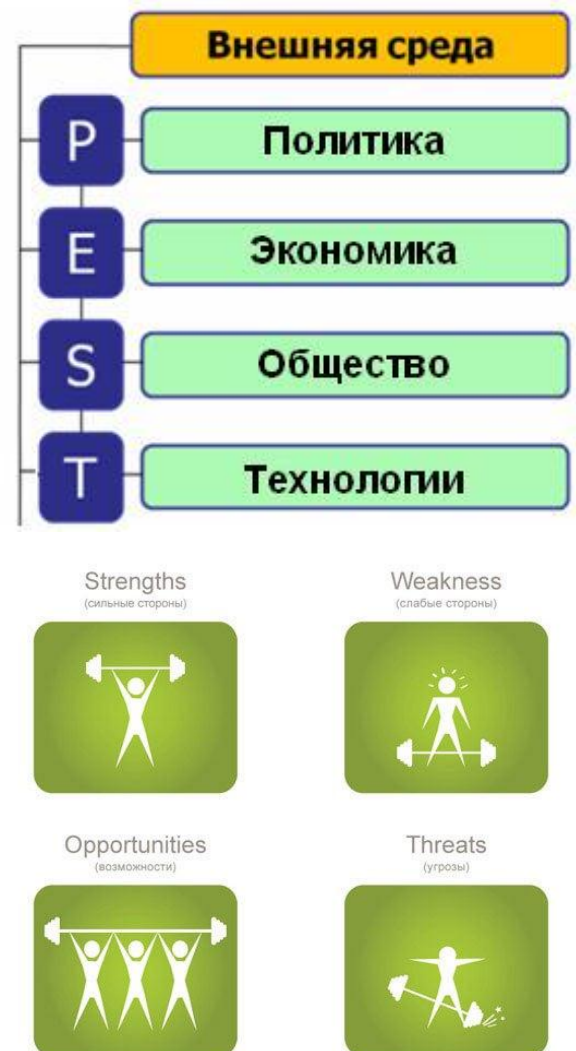 Внешняя среда
P Политика
E Экономика
S Общество
T Технологии
Strengths
(сильные стороны)
Weakness
(слабые стороны)
Opportunities
(возможности)
Threats
(угрозы)